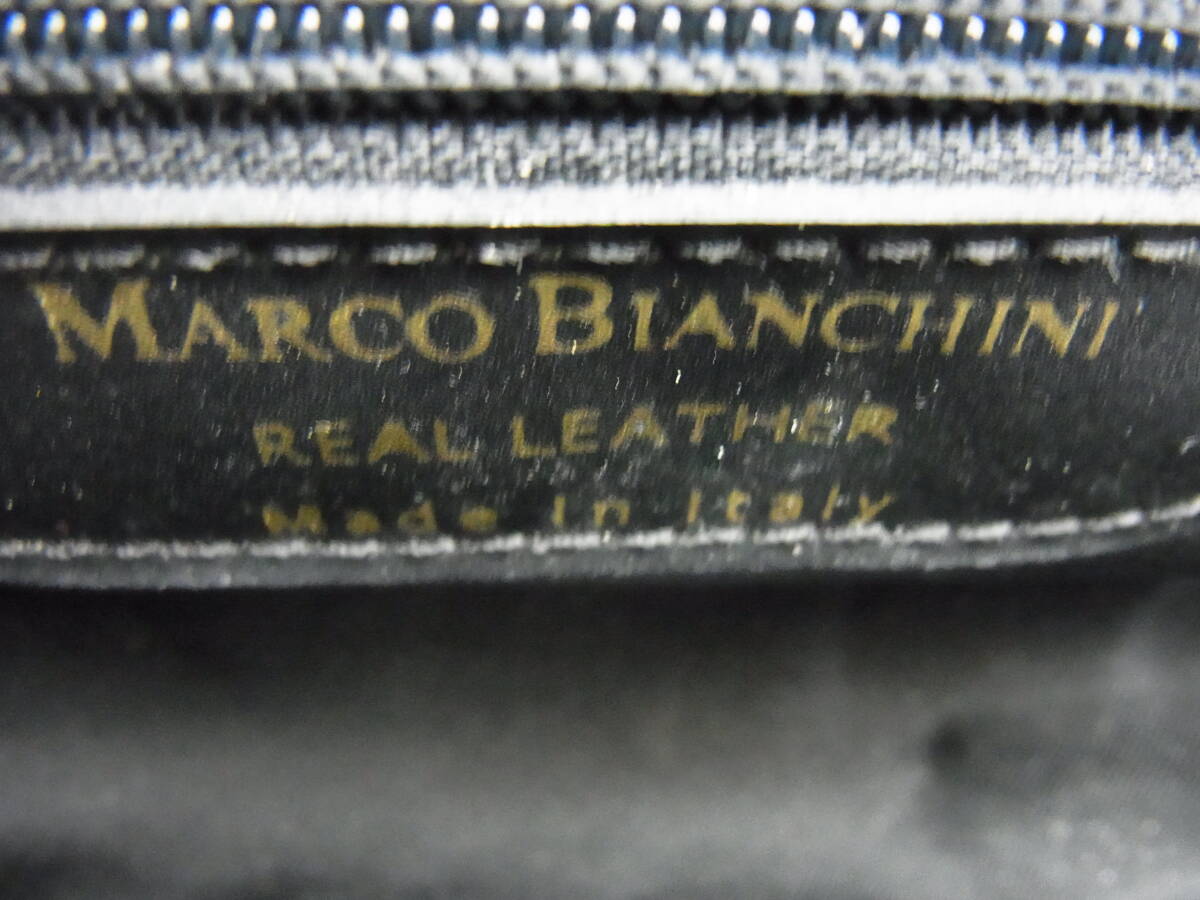 MARCO BIANCHINI
REAL LEATHER
Made in Italy